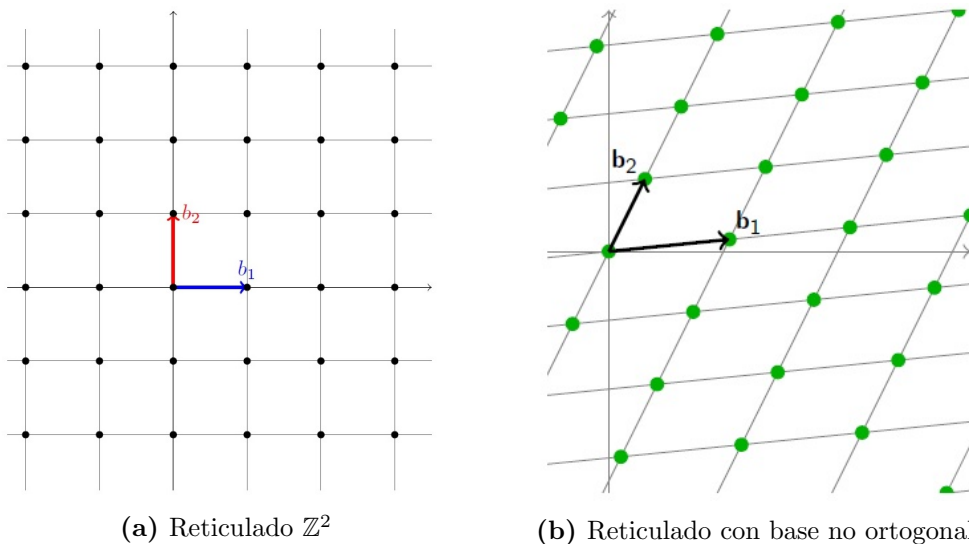 b₂
b₁
b₂
b₁
(a) Reticulado ℤ²
(b) Reticulado con base no ortogonal